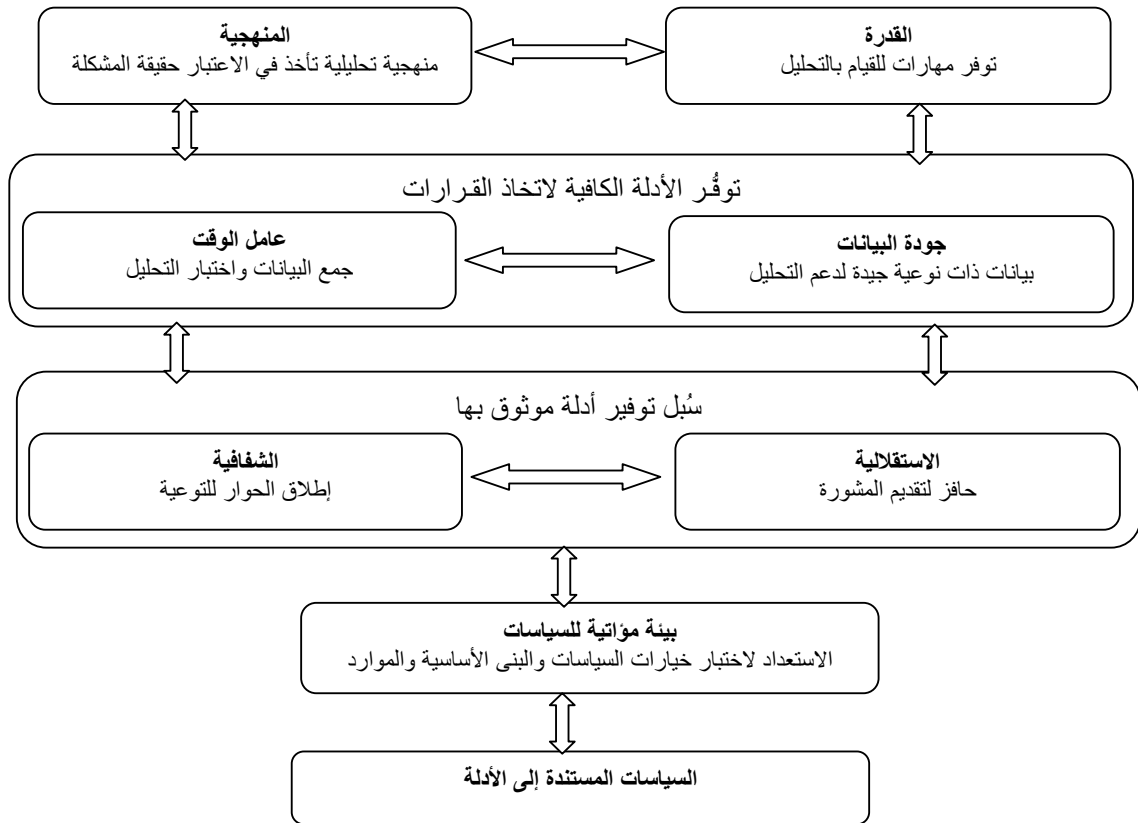 القدرة
توفر مهارات للقيام بالتحليل
المنهجية
منهجية تحليلية تأخذ في الاعتبار حقيقة المشكلة
توفُّر الأدلة الكافية لاتخاذ القرارات
جودة البيانات
بيانات ذات نوعية جيدة لدعم التحليل
عامل الوقت
جمع البيانات واختبار التحليل
سُبل توفير أدلة موثوق بها
الاستقلالية
حافز لتقديم المشورة
الشفافية
إطلاق الحوار للتوعية
بيئة مؤاتية للسياسات
الاستعداد لاختبار خيارات السياسات والبنى الأساسية والموارد
السياسات المستندة إلى الأدلة